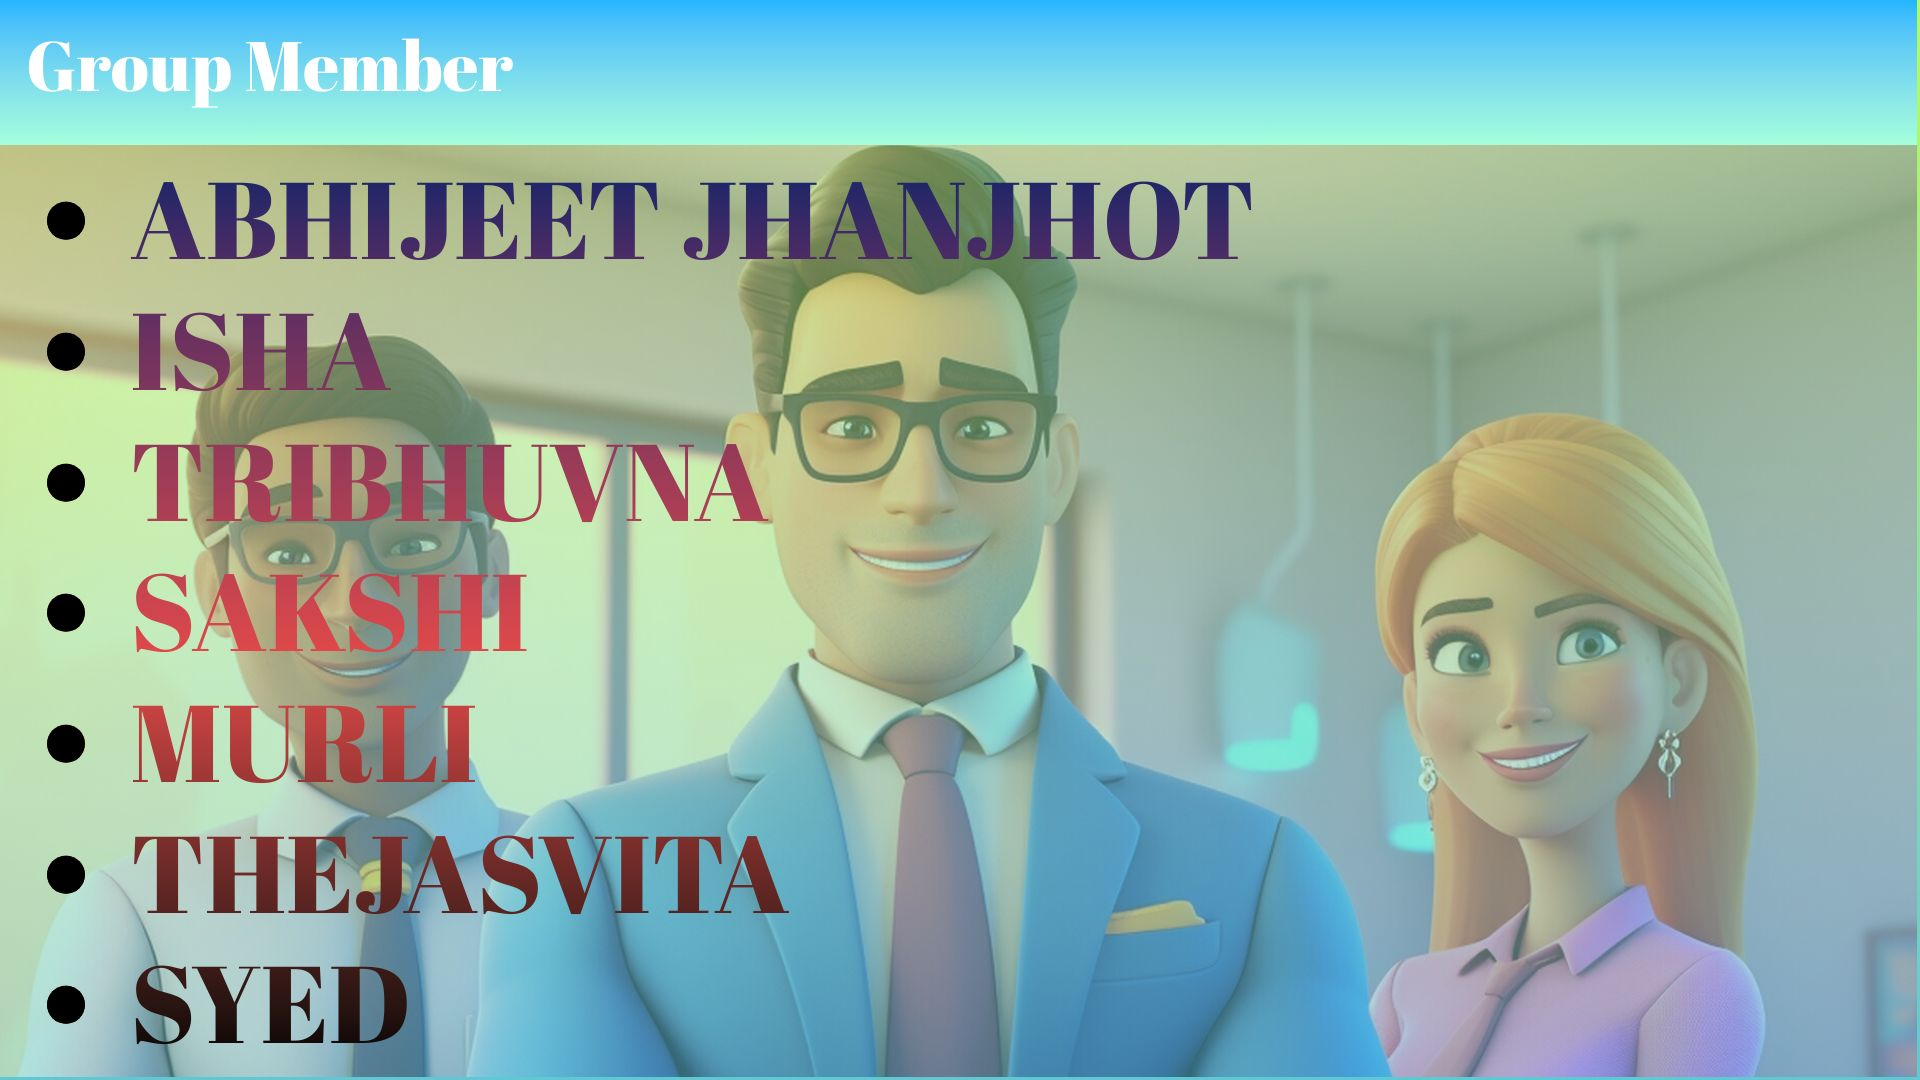 Group Member
• ABHIJEET JHANJHOT
• ISHA
• TRIBHUVNA
• SAKSHI
• MURLI
• THEJASVITA
• SYED